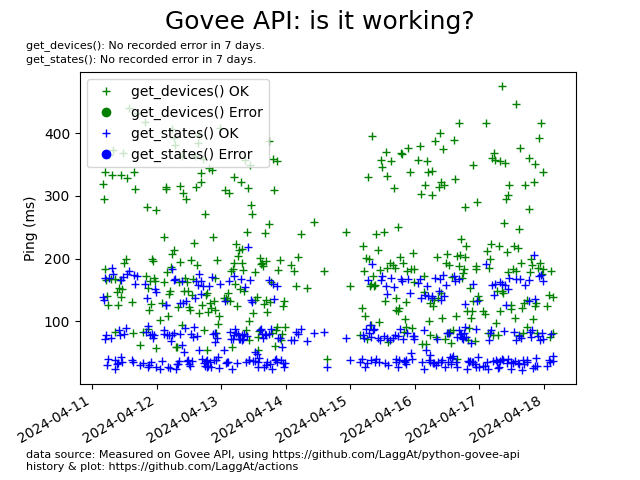 Govee API: is it working?
get_devices(): No recorded error in 7 days.
get_states(): No recorded error in 7 days.
get_devices() OK
get_devices() Error
get_states() OK
get_states() Error
Ping (ms)
400
300
200
100
2024-04-11
2024-04-12
2024-04-13
2024-04-14
2024-04-15
2024-04-16
2024-04-17
2024-04-18
data source: Measured on Govee API, using https://github.com/LaggAt/python-govee-api
history & plot: https://github.com/LaggAt/actions